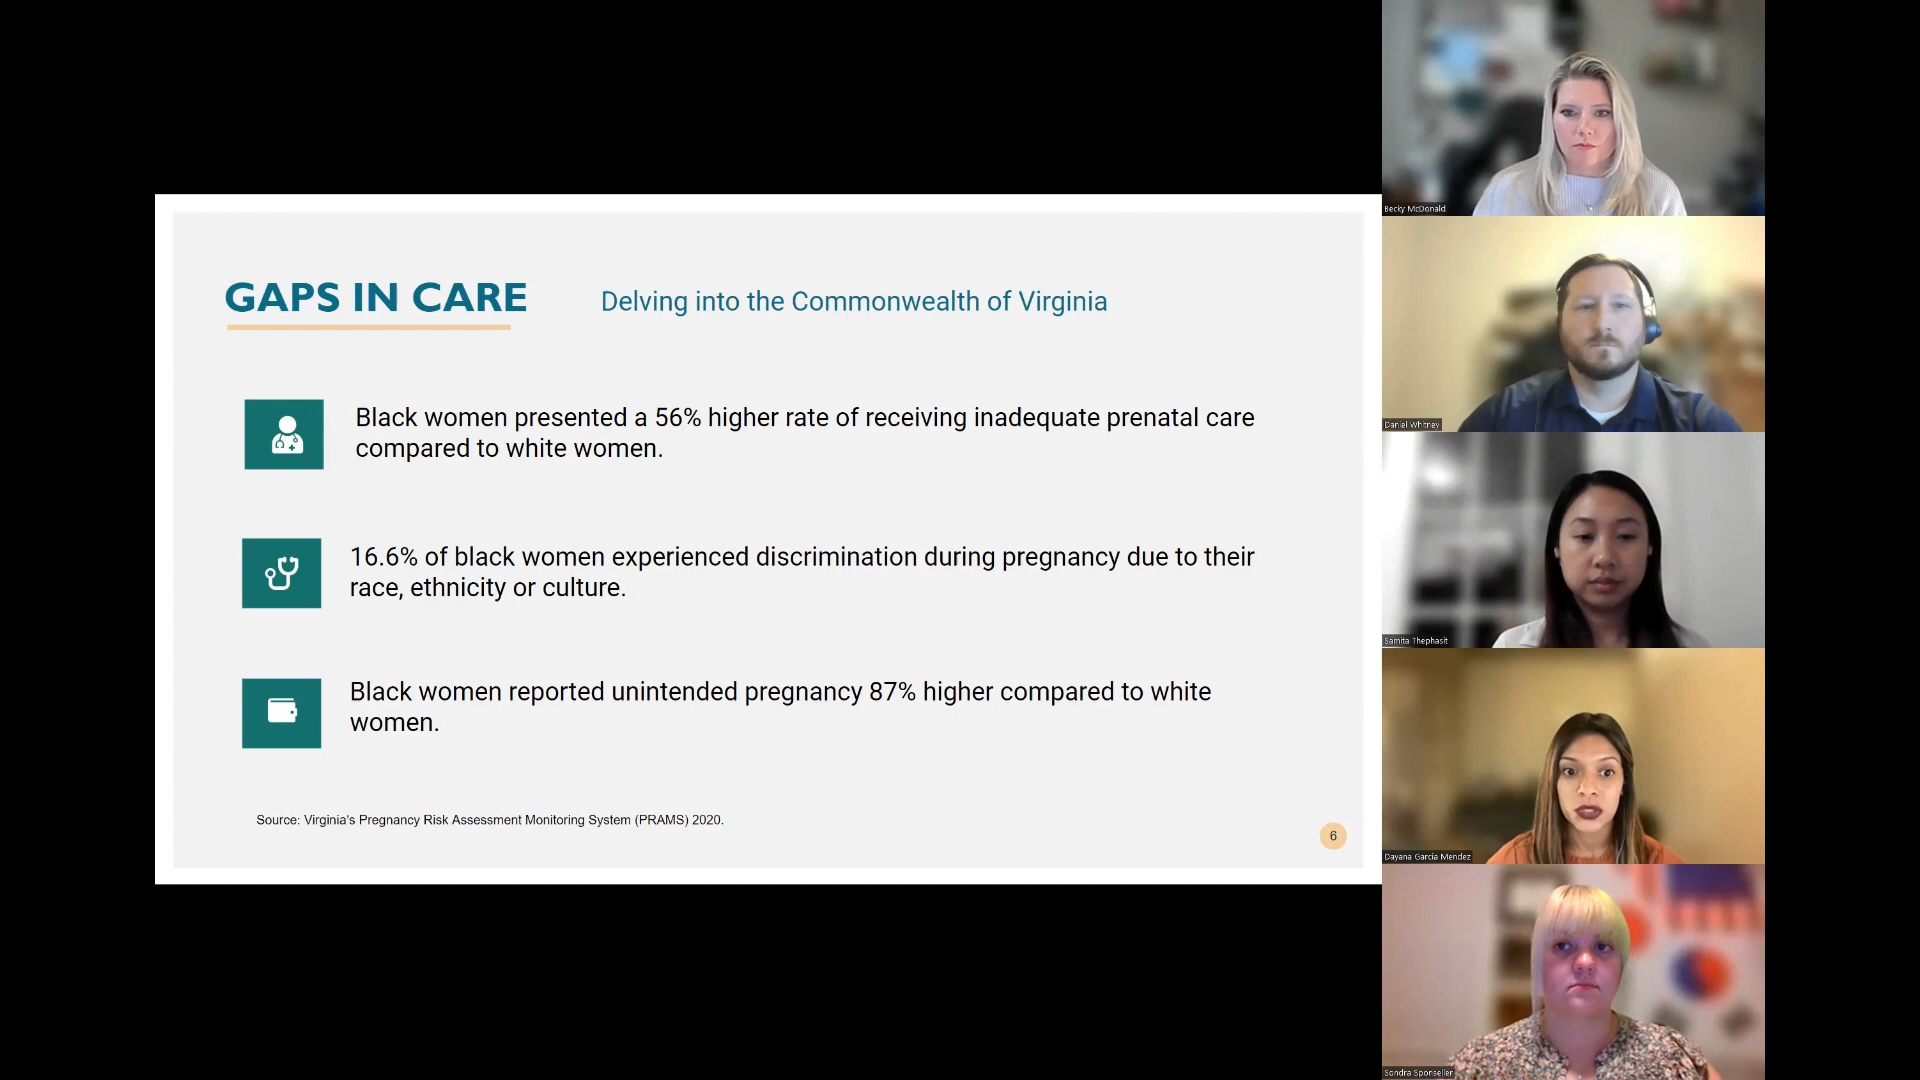 GAPS IN CARE
Delving into the Commonwealth of Virginia
Black women presented a 56% higher rate of receiving inadequate prenatal care
compared to white women.
16.6% of black women experienced discrimination during pregnancy due to their
race, ethnicity or culture.
Black women reported unintended pregnancy 87% higher compared to white
women.
Source: Virginia's Pregnancy Risk Assessment Monitoring System (PRAMS) 2020.
6
Becky McDonald
Daniel Whitney
Samita Thephasit
Dayana Garcia Mendez
Sondra Sponseller